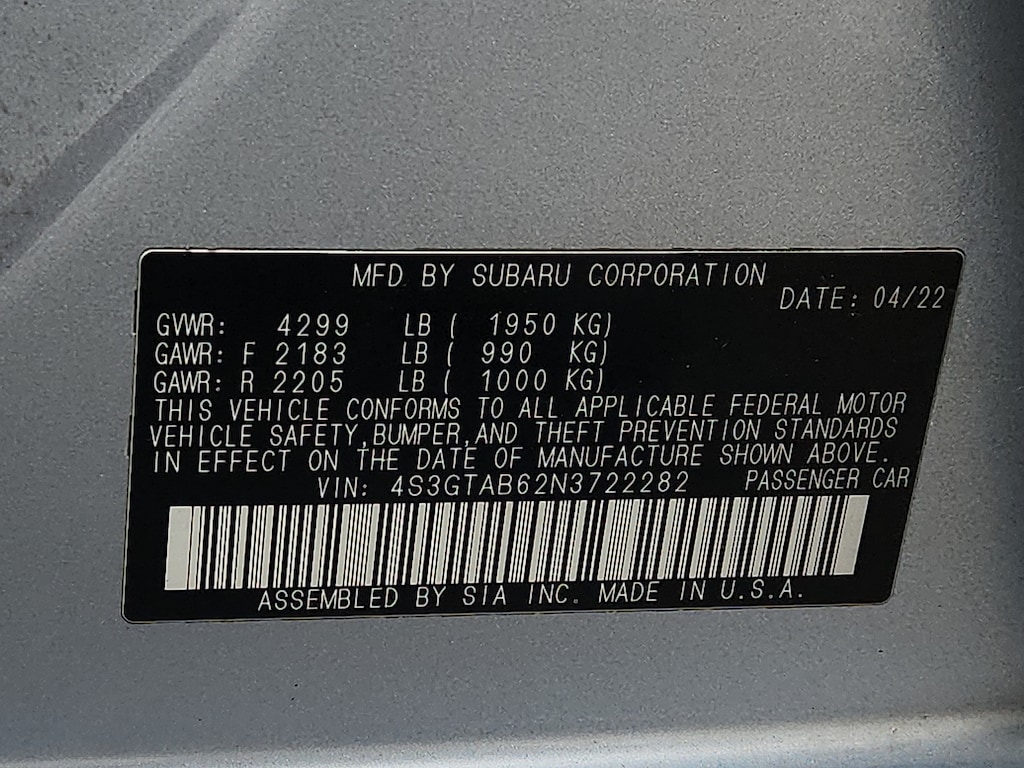 MFD BY SUBARU CORPORATION
DATE: 04/22
GVWR: 4299 LB ( 1950 KG)
GAWR: F 2183 LB ( 990 KG)
GAWR: R 2205 LB ( 1000 KG)
THIS VEHICLE CONFORMS TO ALL APPLICABLE FEDERAL MOTOR
VEHICLE SAFETY,BUMPER,AND THEFT PREVENTION STANDARDS
IN EFFECT ON THE DATE OF MANUFACTURE SHOWN ABOVE.
VIN: 4S3GTAB62N3722282 PASSENGER CAR
ASSEMBLED BY SIA INC. MADE IN U.S.A.